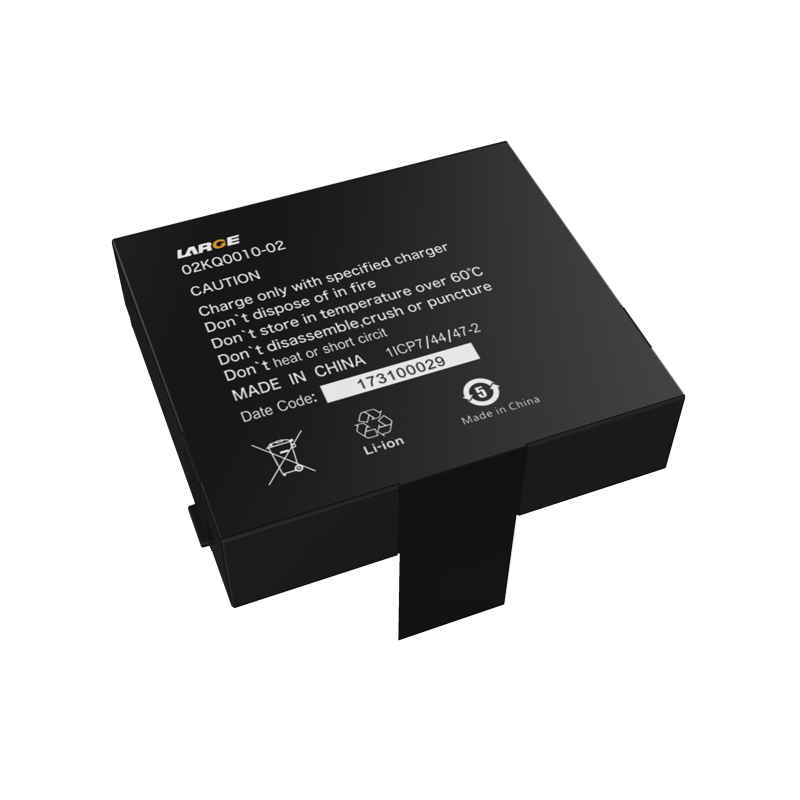 LARGE
02KQ0010-02
CAUTION
Charge only with specified charger
Don`t dispose of in fire
Don`t store in temperature over 60℃
Don`t disassemble,crush or puncture
Don`t heat or short circit
MADE IN CHINA 1ICP7/44/47-2
Date Code: 173100029
Li-ion
5
Made in China